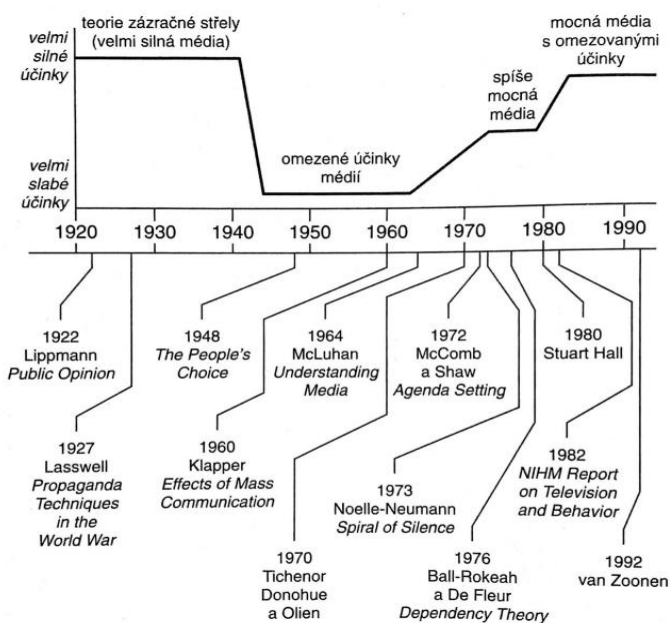 velmi
silné
účinky
teorie zázračné střely
(velmi silná média)
mocná média
s omezovanými
účinky
spíše
mocná
média
omezené účinky
médií
velmi
slabé
účinky
1920 1930 1940 1950 1960 1970 1980 1990
1922
Lippmann
Public Opinion
1948
The People's
Choice
1964
McLuhan
Understanding
Media
1972
McComb
a Shaw
Agenda Setting
1980
Stuart Hall
1927
Lasswell
Propaganda
Techniques
in the
World War
1960
Klapper
Effects of Mass
Communication
1973
Noelle-Neumann
Spiral of Silence
1982
NIHM Report
on Television
and Behavior
1970
Tichenor
Donohue
a Olien
1976
Ball-Rokeah
a De Fleur
Dependency Theory
1992
van Zoonen